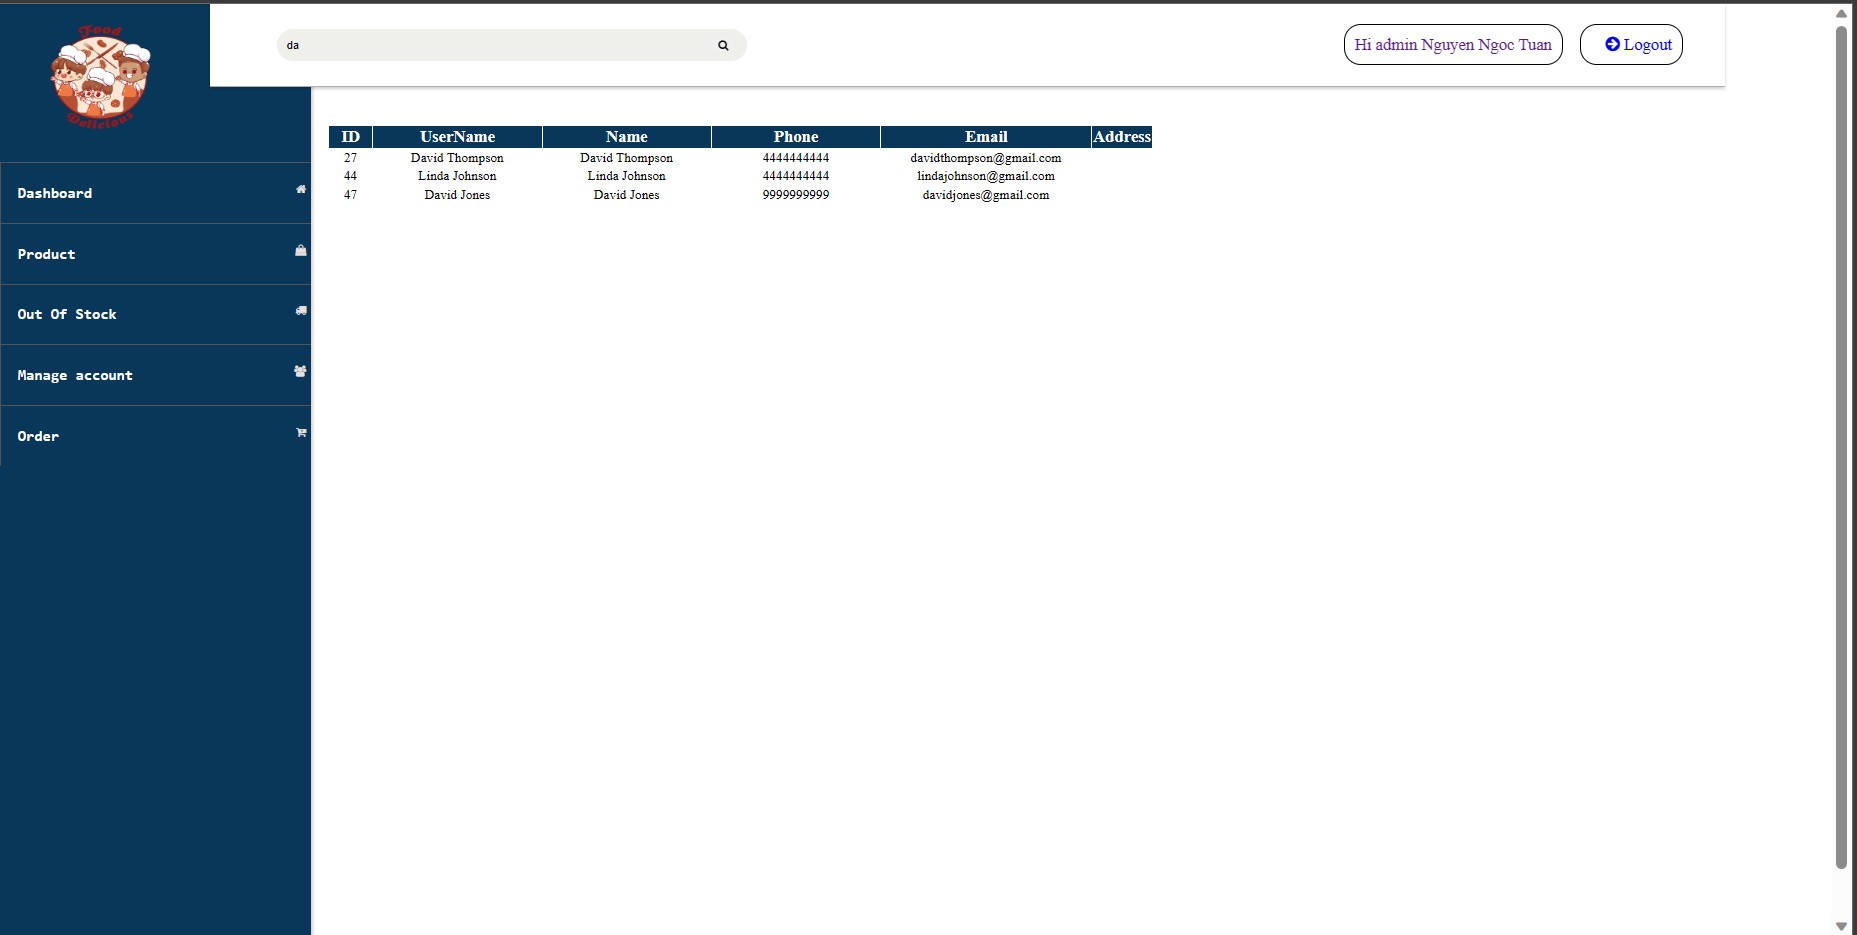 Food
Delicious
da
Hi admin Nguyen Ngoc Tuan
Logout
Dashboard
Product
Out Of Stock
Manage account
Order
ID UserName Name Phone Email Address
27 David Thompson David Thompson 4444444444 davidthompson@gmail.com
44 Linda Johnson Linda Johnson 4444444444 lindajohnson@gmail.com
47 David Jones David Jones 9999999999 davidjones@gmail.com